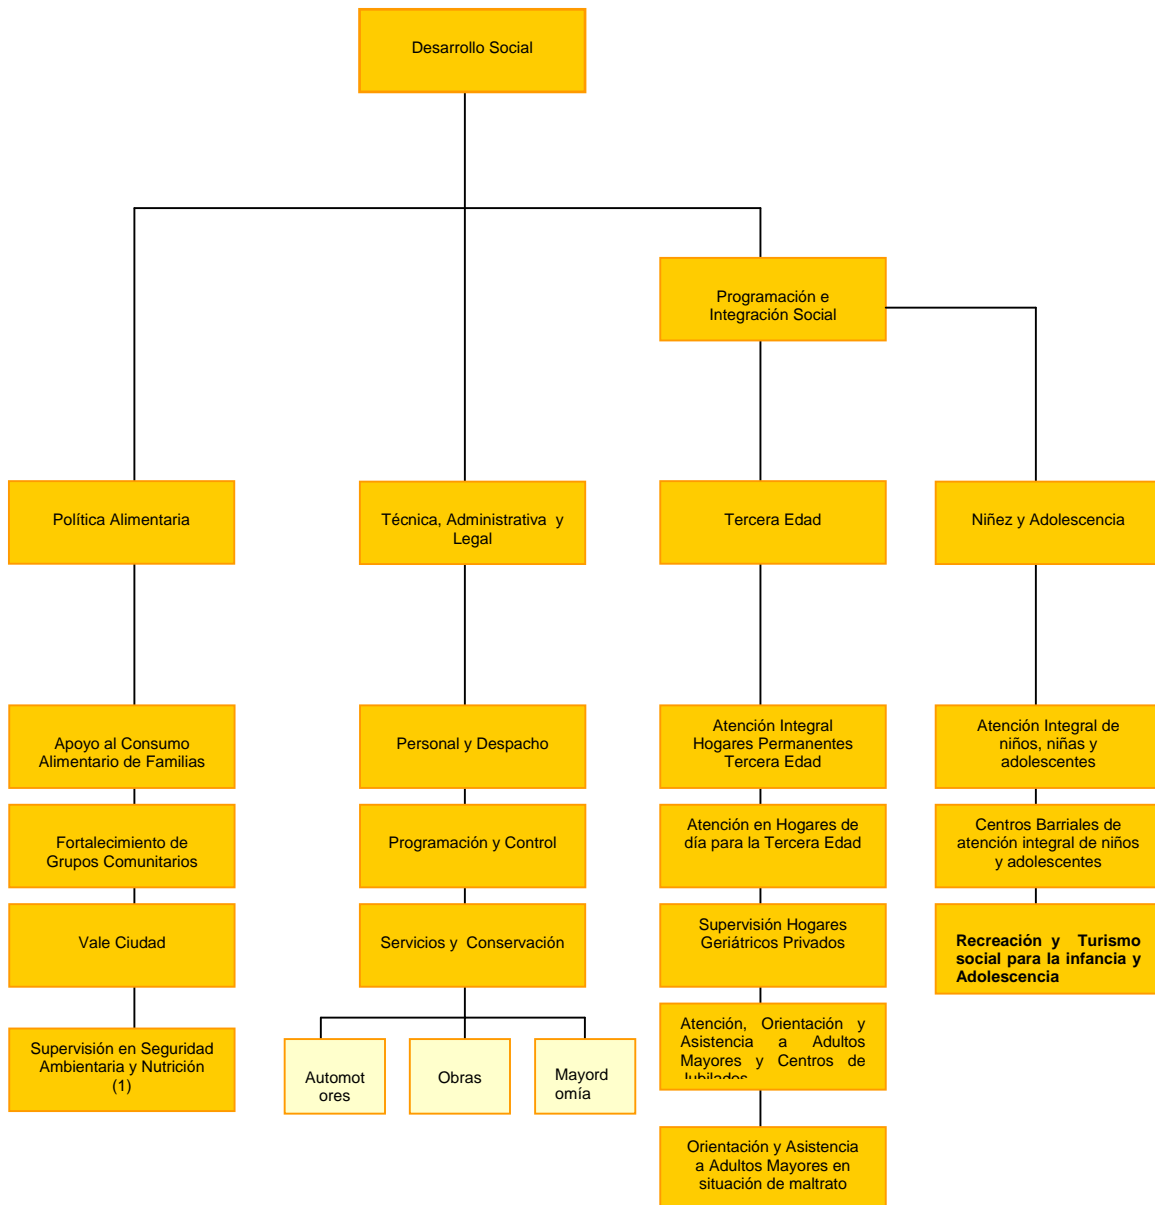 Desarrollo Social
Programación e
Integración Social
Política Alimentaria
Técnica, Administrativa y
Legal
Tercera Edad
Niñez y Adolescencia
Apoyo al Consumo
Alimentario de Familias
Personal y Despacho
Atención Integral
Hogares Permanentes
Tercera Edad
Atención Integral de
niños, niñas y
adolescentes
Fortalecimiento de
Grupos Comunitarios
Programación y Control
Atención en Hogares de
día para la Tercera Edad
Centros Barriales de
atención integral de niños
y adolescentes
Vale Ciudad
Servicios y Conservación
Supervisión Hogares
Geriátricos Privados
Recreación y Turismo
social para la infancia y
Adolescencia
Supervisión en Seguridad
Ambientaria y Nutrición
(1)
Automot
ores
Obras
Mayord
omía
Atención, Orientación y
Asistencia a Adultos
Mayores y Centros de
Jubilados
Orientación y Asistencia
a Adultos Mayores en
situación de maltrato